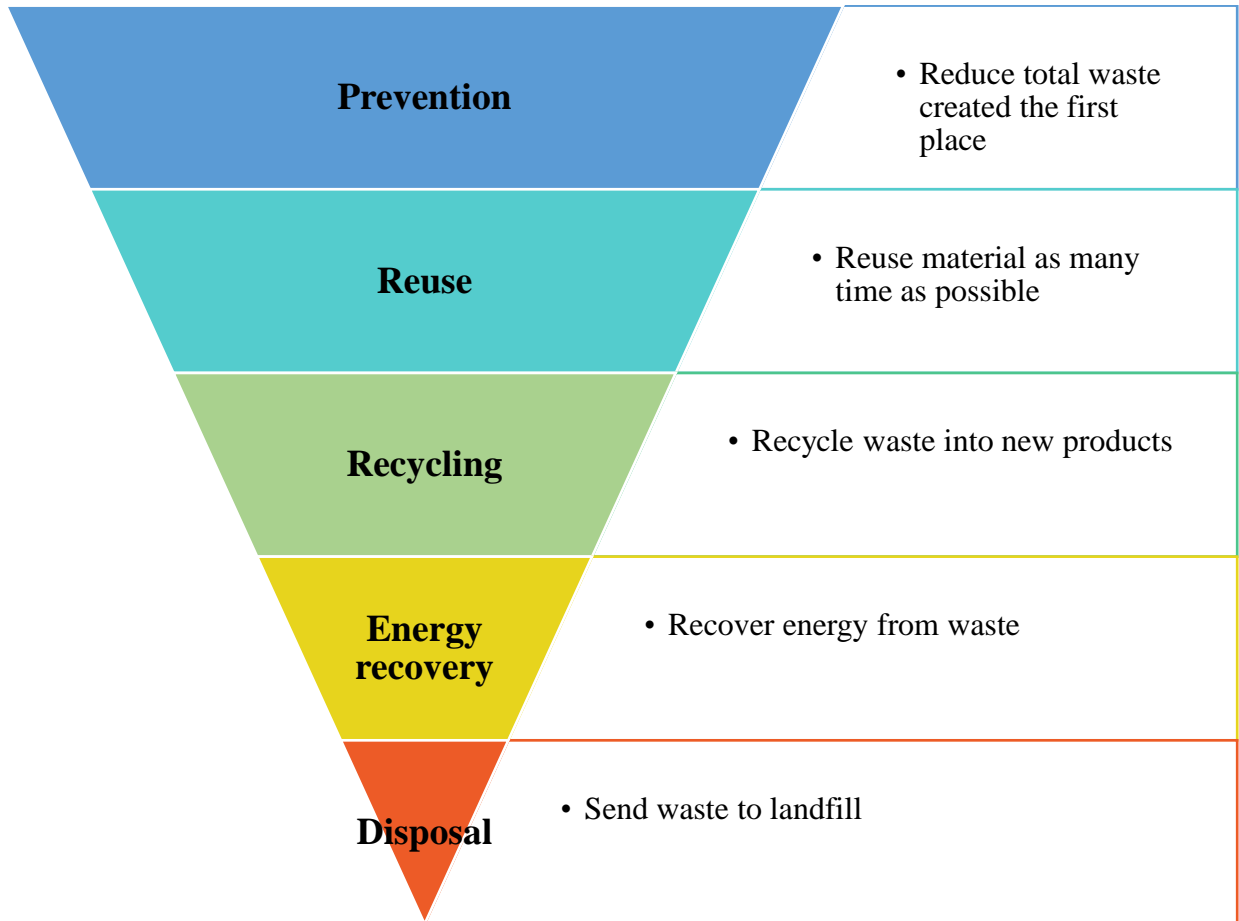 Prevention
• Reduce total waste
created the first
place
Reuse
• Reuse material as many
time as possible
Recycling
• Recycle waste into new products
Energy
recovery
• Recover energy from waste
Disposal
• Send waste to landfill